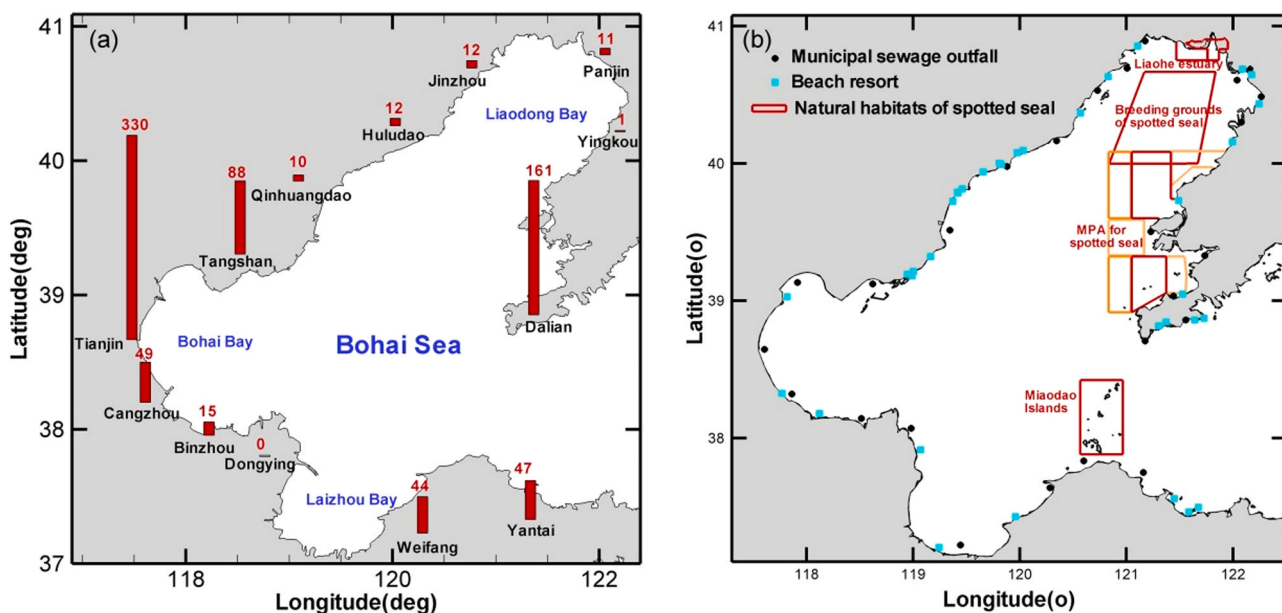 (a)
41
40
39
38
37
118
120
122
Latitude(deg)
Longitude(deg)
11
Panjin
12
Jinzhou
12
Huludao
Liaodong Bay
1
Yingkou
330
88
10
Qinhuangdao
161
Tangshan
Dalian
Tianjin
Bohai Bay
Bohai Sea
49
Cangzhou
15
Binzhou
0
Dongying
Laizhou Bay
44
Weifang
47
Yantai
(b)
41
40
39
38
118
119
120
121
122
Latitude(o)
Longitude(o)
Municipal sewage outfall
Beach resort
Natural habitats of spotted seal
Liaohe estuary
Breeding grounds
of spotted seal
MPA for
spotted seal
Miaodao
Islands